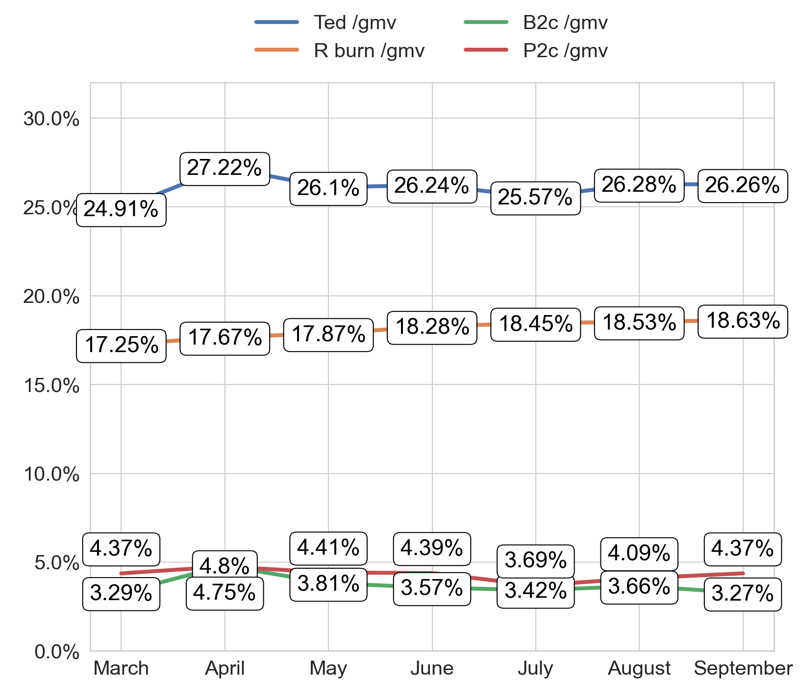 Ted /gmv
R burn /gmv
B2c /gmv
P2c /gmv
30.0%
25.0%
20.0%
15.0%
10.0%
5.0%
0.0%
24.91% 27.22% 26.1% 26.24% 25.57% 26.28% 26.26%
17.25% 17.67% 17.87% 18.28% 18.45% 18.53% 18.63%
4.37% 4.8% 4.41% 4.39% 3.69% 4.09% 4.37%
3.29% 4.75% 3.81% 3.57% 3.42% 3.66% 3.27%
March April May June July August September